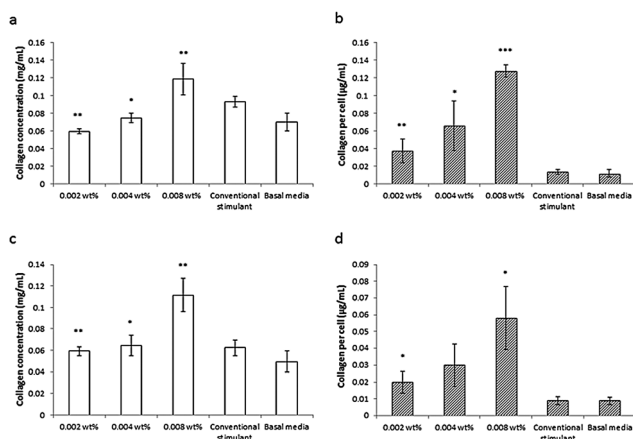 a
Collagen concentration (mg/mL)
0.16
0.14
0.12
0.1
0.08
0.06
0.04
0.02
0
**
*
**
0.002 wt% 0.004 wt% 0.008 wt% Conventional Basal media
stimulant
b
Collagen per cell (µg/mL)
0.16
0.14
0.12
0.1
0.08
0.06
0.04
0.02
0
**
*
***
0.002 wt% 0.004 wt% 0.008 wt% Conventional Basal media
stimulant
c
Collagen concentration (mg/mL)
0.14
0.12
0.1
0.08
0.06
0.04
0.02
0
**
*
**
0.002 wt% 0.004 wt% 0.008 wt% Conventional Basal media
stimulant
d
Collagen per cell (µg/mL)
0.09
0.08
0.07
0.06
0.05
0.04
0.03
0.02
0.01
0
*
*
0.002 wt% 0.004 wt% 0.008 wt% Conventional Basal media
stimulant